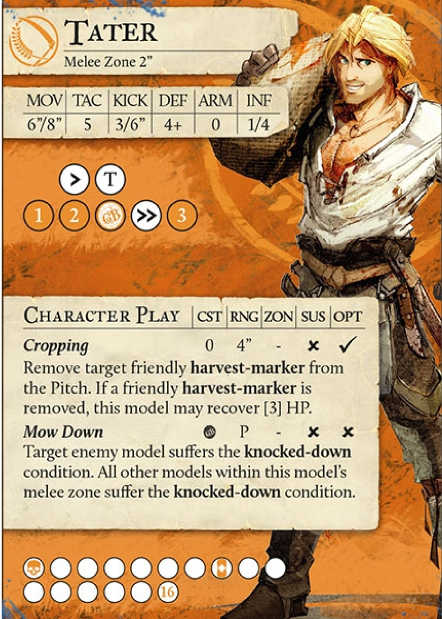 TATER
Melee Zone 2"
MOV TAC KICK DEF ARM INF
6"/8" 5 3/6" 4+ 0 1/4
> T
1 2 GB >> 3
CHARACTER PLAY CST RNG ZON SUS OPT
Cropping 0 4" - ✘ ✓
Remove target friendly harvest-marker from
the Pitch. If a friendly harvest-marker is
removed, this model may recover [3] HP.
Mow Down GB P - ✘ ✘
Target enemy model suffers the knocked-down
condition. All other models within this model's
melee zone suffer the knocked-down condition.
16